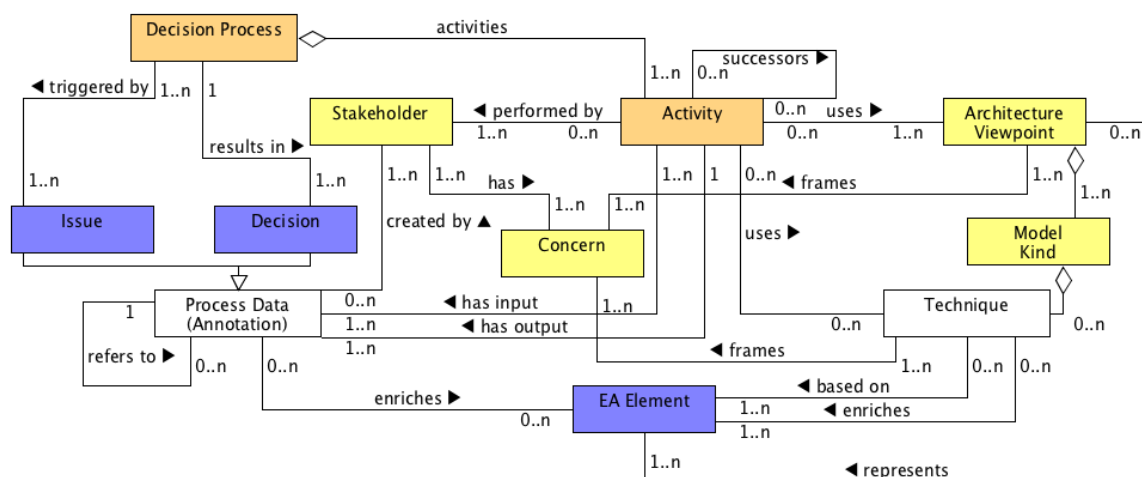 Decision Process
activities
successors ►
◄ triggered by
1..n
1
1..n
0..n
Stakeholder
◄ performed by
Activity
0..n
uses ►
Architecture
Viewpoint
1..n
0..n
0..n
1..n
0..n
results in ►
1..n
1..n
1..n
1..n
has ►
1..n
1
0..n
◄ frames
1..n
1..n
1..n
1..n
Issue
Decision
created by ▲
Concern
uses ►
Model
Kind
Process Data
(Annotation)
1
0..n
◄ has input
1..n
Technique
1..n
◄ has output
0..n
0..n
refers to ►
1..n
◄ frames
0..n
0..n
1..n
0..n
0..n
◄ based on
enriches ►
EA Element
1..n
◄ enriches
0..n
1..n
1..n
◄ represents